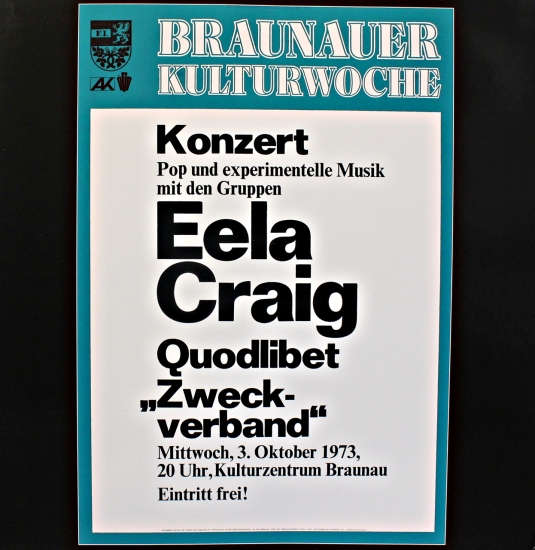 F.I.
AK
BRAUNAUER
KULTURWOCHE
Konzert
Pop und experimentelle Musik
mit den Gruppen
Eela
Craig
Quodlibet
„Zweck-
verband“
Mittwoch, 3. Oktober 1973,
20 Uhr, Kulturzentrum Braunau
Eintritt frei!